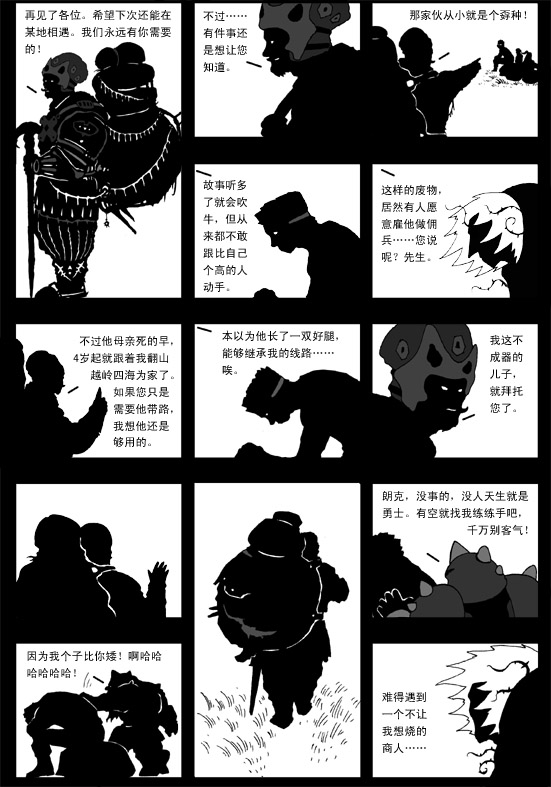 再见了各位。希望下次还能在
某地相遇。我们永远有你需要
的！
不过……
有件事还
是想让您
知道。
那家伙从小就是个孬种！
故事听多
了就会吹
牛，但从
来都不敢
跟比自己
个高的人
动手。
这样的废物，
居然有人愿
意雇他做佣
兵……您说
呢？先生。
不过他母亲死的早，
4岁起就跟着我翻山
越岭四海为家了。
如果您只是
需要他带路，
我想他还是
够用的。
本以为他长了一双好腿，
能够继承我的线路……
唉。
我这不
成器的
儿子，
就拜托
您了。
朗克，没事的，没人天生就是
勇士。有空就找我练练手吧，
千万别客气！
因为我个子比你矮！啊哈哈
哈哈哈哈！
难得遇到
一个不让
我想烧的
商人……